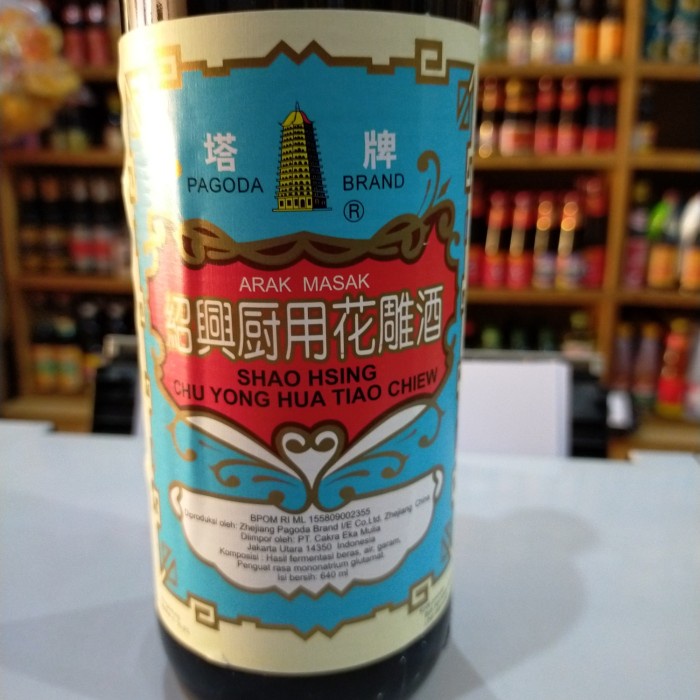 塔 牌
PAGODA BRAND
®
ARAK MASAK
紹興厨用花雕酒
SHAO HSING
CHU YONG HUA TIAO CHIEW
BPOM RI ML 155809002355
Diproduksi oleh: Zhejiang Pagoda Brand I/E Co,Ltd. Zhejiang China
Diimpor oleh: PT. Cakra Eka Mulia
Jakarta Utara 14350 Indonesia
Komposisi : Hasil fermentasi beras, air, garam,
Penguat rasa mononatrium glutamat.
Isi bersih: 640 ml